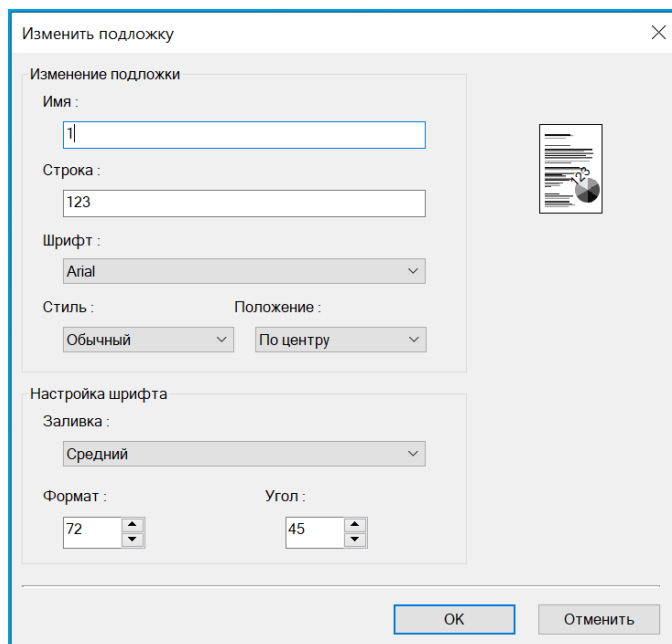 Изменить подложку
Изменение подложки
Имя :
1
Строка :
123
123
Шрифт :
Arial
Стиль : Положение :
Обычный По центру
Настройка шрифта
Заливка :
Средний
Формат : Угол :
72 45
OK Отменить